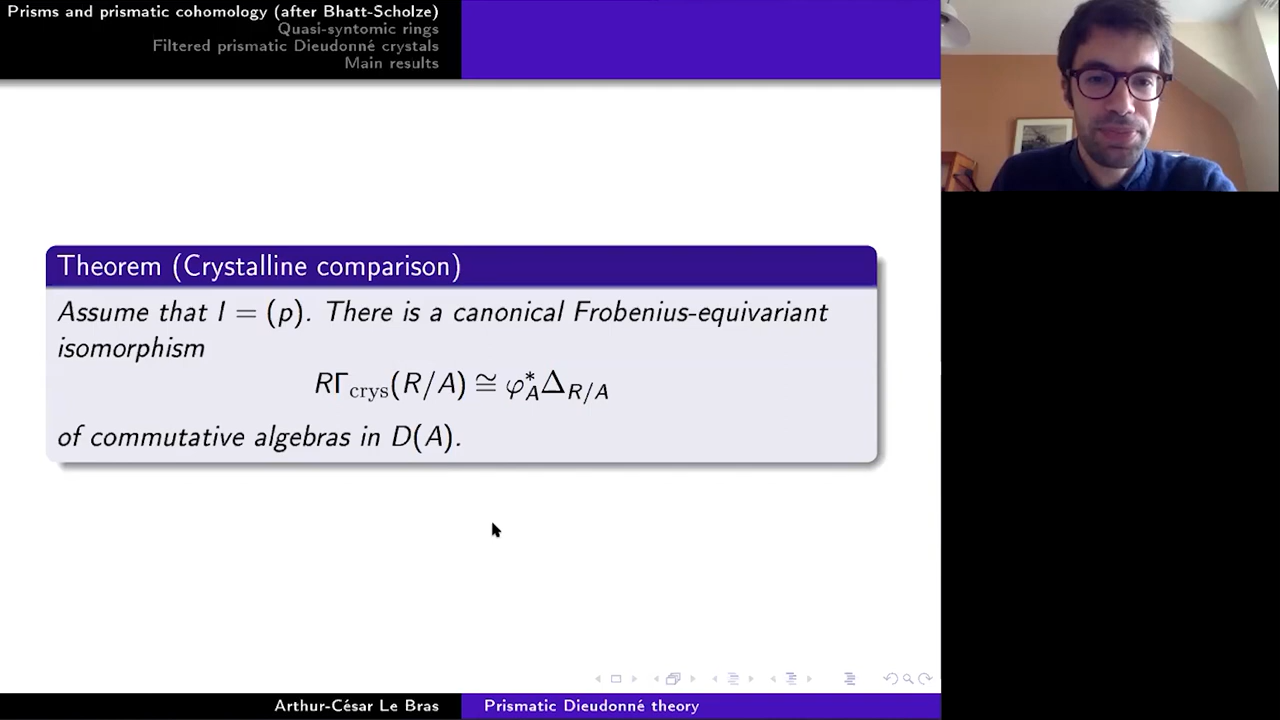 Prisms and prismatic cohomology (after Bhatt-Scholze)
Quasi-syntomic rings
Filtered prismatic Dieudonné crystals
Main results
Theorem (Crystalline comparison)
Assume that I = (p). There is a canonical Frobenius-equivariant
isomorphism
RΓ_crys(R/A) ≅ φ_A^* Δ_{R/A}
of commutative algebras in D(A).
Arthur-César Le Bras
Prismatic Dieudonné theory